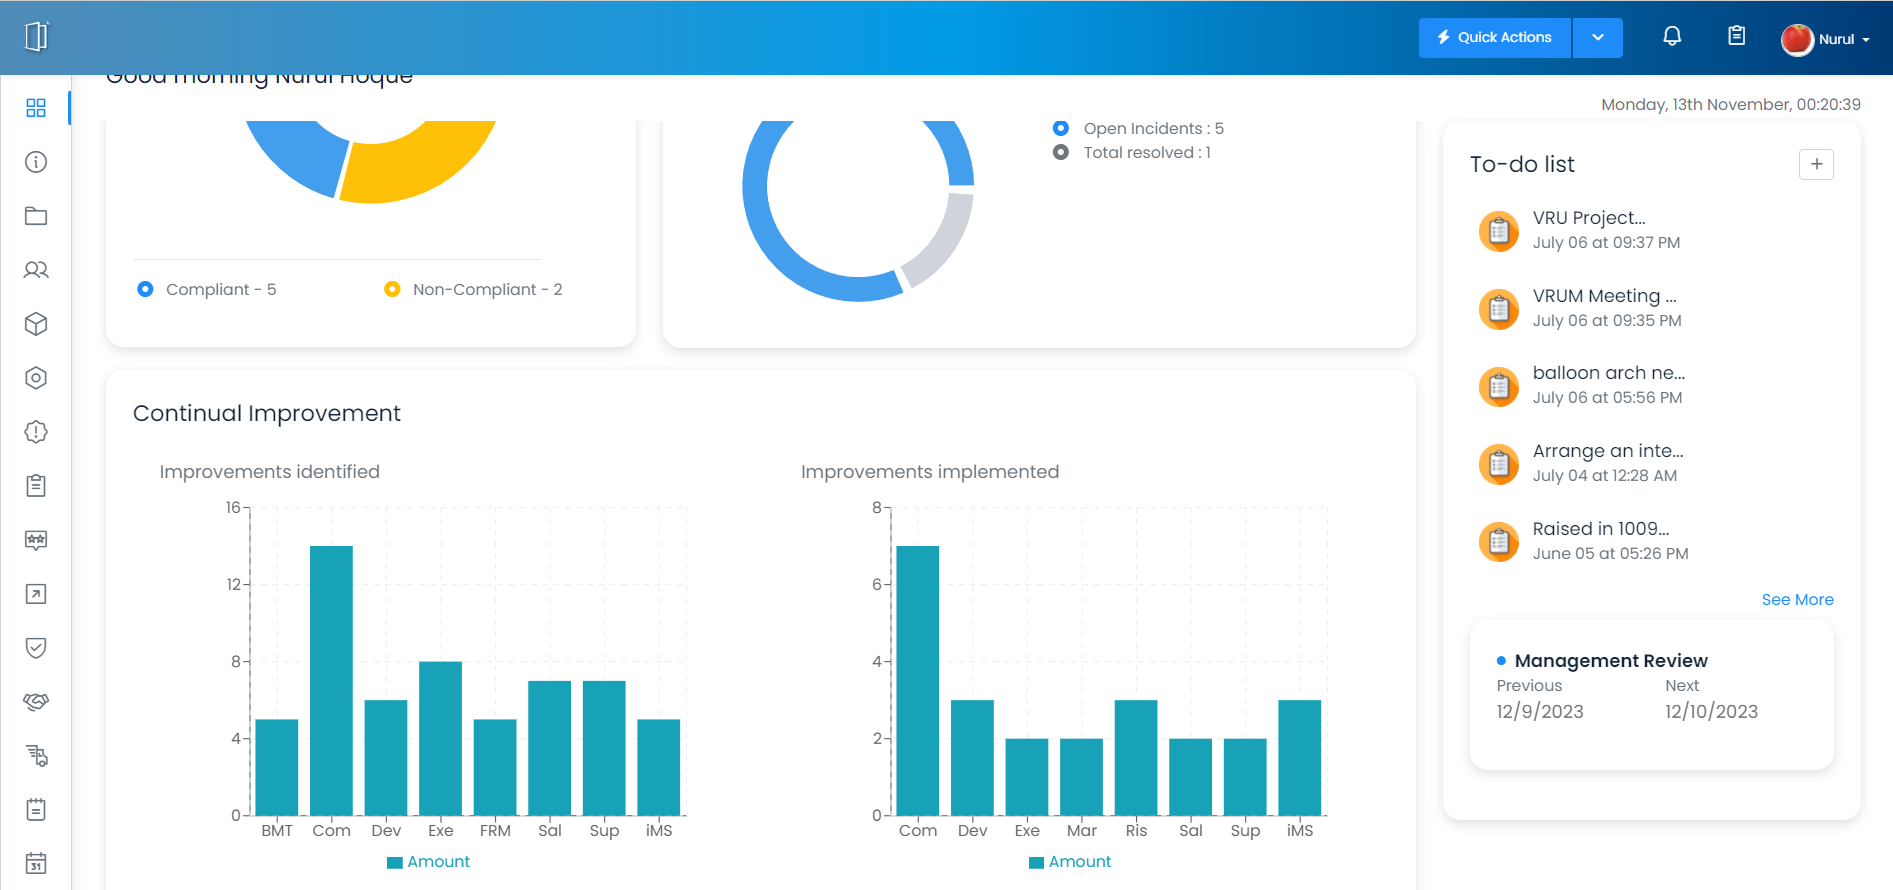 Quick Actions
Nurul
Good morning Nurul Hoque
Monday, 13th November, 00:20:39
Compliant - 5
Non-Compliant - 2
Open Incidents : 5
Total resolved : 1
Continual Improvement
Improvements identified
16
12
8
4
0
BMT Com Dev Exe FRM Sal Sup iMS
Amount
Improvements implemented
8
6
4
2
0
Com Dev Exe Mar Ris Sal Sup iMS
Amount
To-do list
+
VRU Project...
July 06 at 09:37 PM
VRUM Meeting ...
July 06 at 09:35 PM
balloon arch ne...
July 06 at 05:56 PM
Arrange an inte...
July 04 at 12:28 AM
Raised in 1009...
June 05 at 05:26 PM
See More
Management Review
Previous Next
12/9/2023 12/10/2023
31